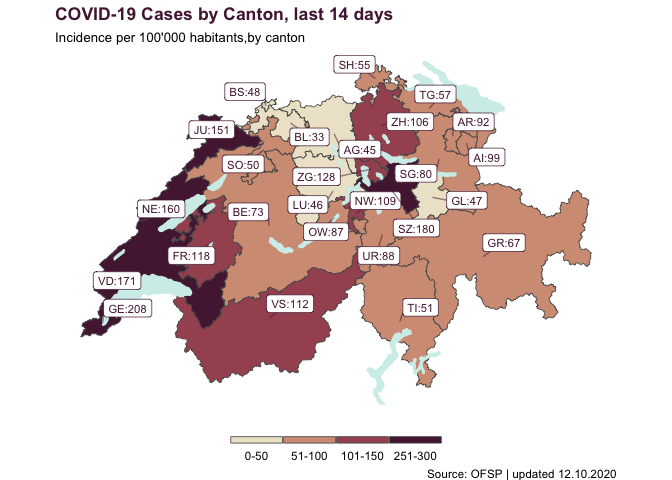 COVID-19 Cases by Canton, last 14 days
Incidence per 100'000 habitants,by canton
SH:55
BS:48
TG:57
JU:151
ZH:106
AR:92
BL:33
AG:45
AI:99
SO:50
ZG:128
SG:80
LU:46
NW:109
GL:47
NE:160
BE:73
OW:87
SZ:180
GR:67
FR:118
UR:88
VD:171
GE:208
VS:112
TI:51
0-50
51-100
101-150
251-300
Source: OFSP | updated 12.10.2020